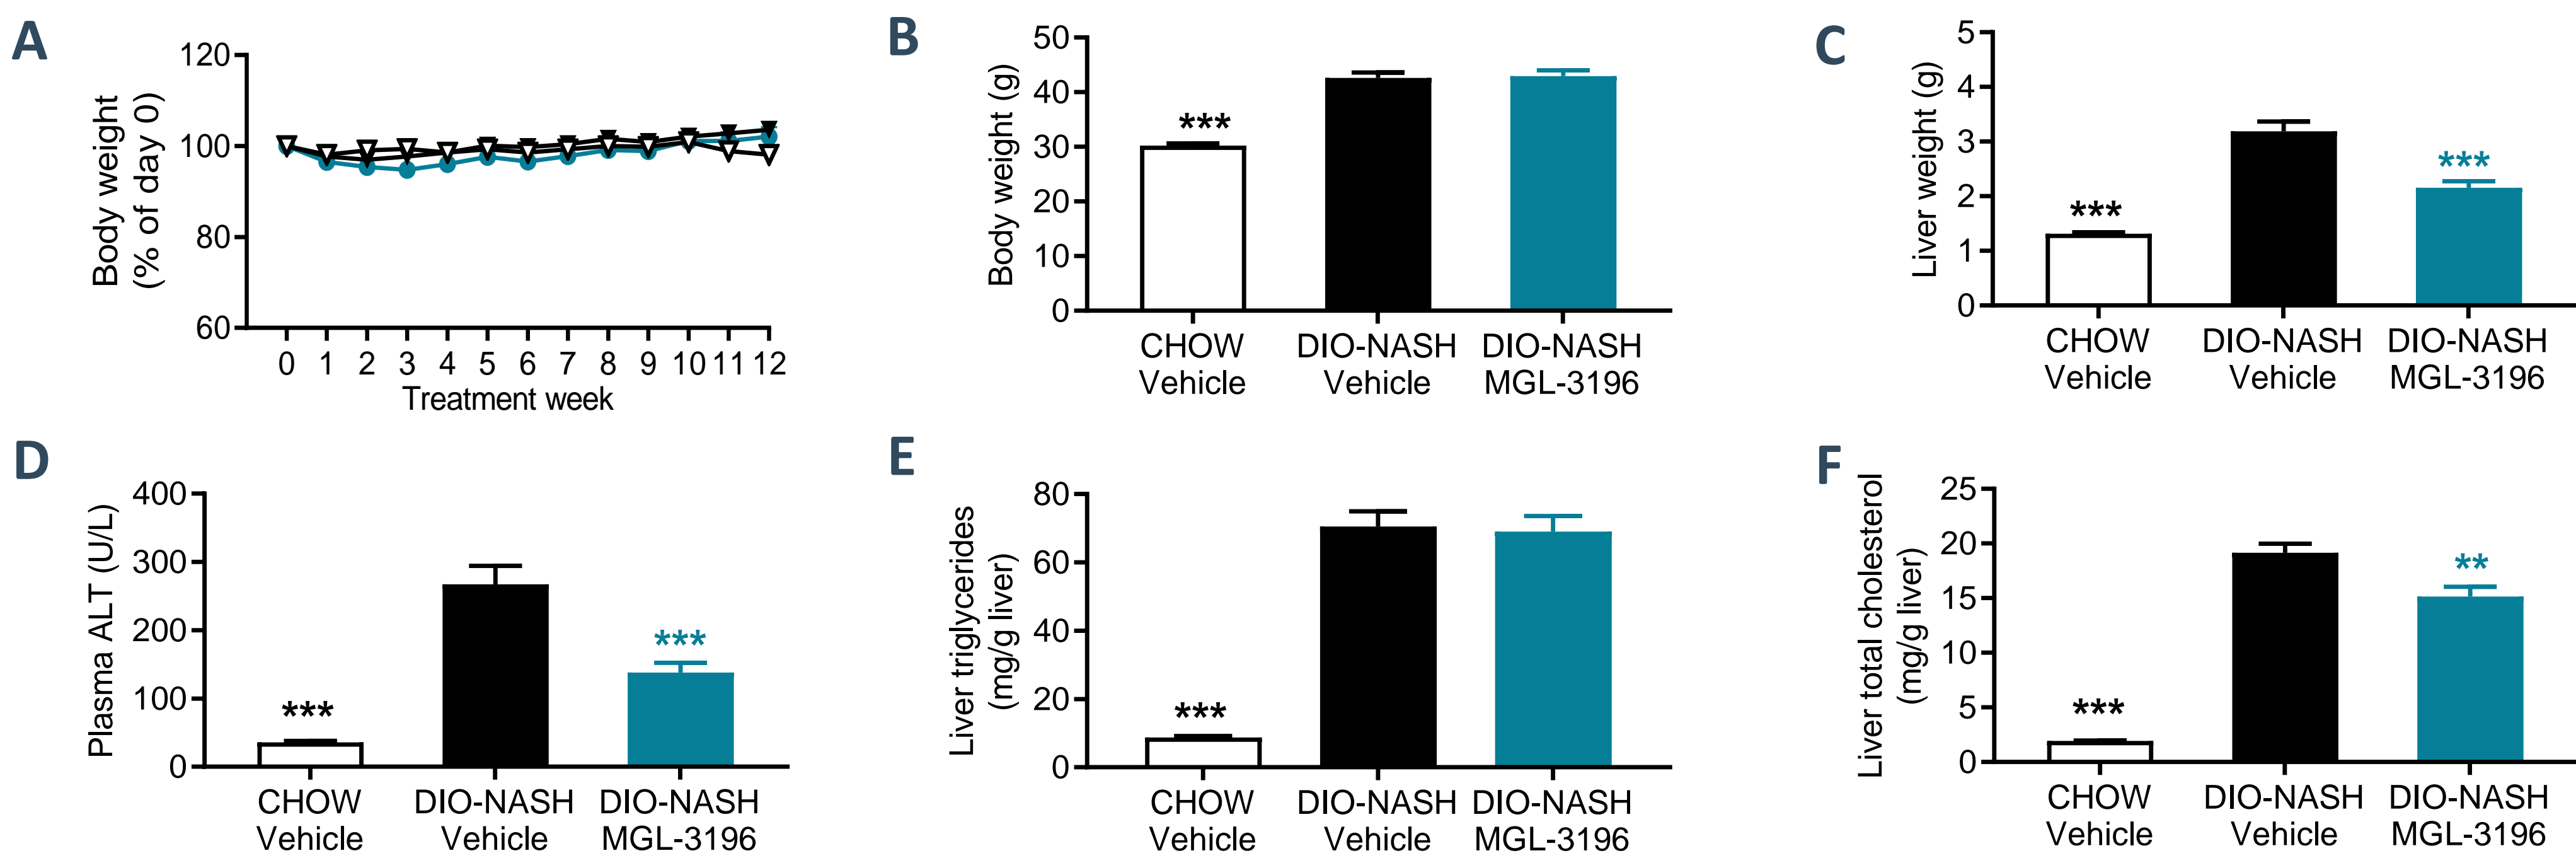 A
Body weight
(% of day 0)
120
100
80
60
0 1 2 3 4 5 6 7 8 9 10 11 12
Treatment week
B
Body weight (g)
50
40
30
20
10
0
***
CHOW
Vehicle
DIO-NASH
Vehicle
DIO-NASH
MGL-3196
C
Liver weight (g)
5
4
3
2
1
0
***
***
CHOW
Vehicle
DIO-NASH
Vehicle
DIO-NASH
MGL-3196
D
Plasma ALT (U/L)
400
300
200
100
0
***
***
CHOW
Vehicle
DIO-NASH
Vehicle
DIO-NASH
MGL-3196
E
Liver triglycerides
(mg/g liver)
80
60
40
20
0
***
CHOW
Vehicle
DIO-NASH
Vehicle
DIO-NASH
MGL-3196
F
Liver total cholesterol
(mg/g liver)
25
20
15
10
5
0
***
**
CHOW
Vehicle
DIO-NASH
Vehicle
DIO-NASH
MGL-3196